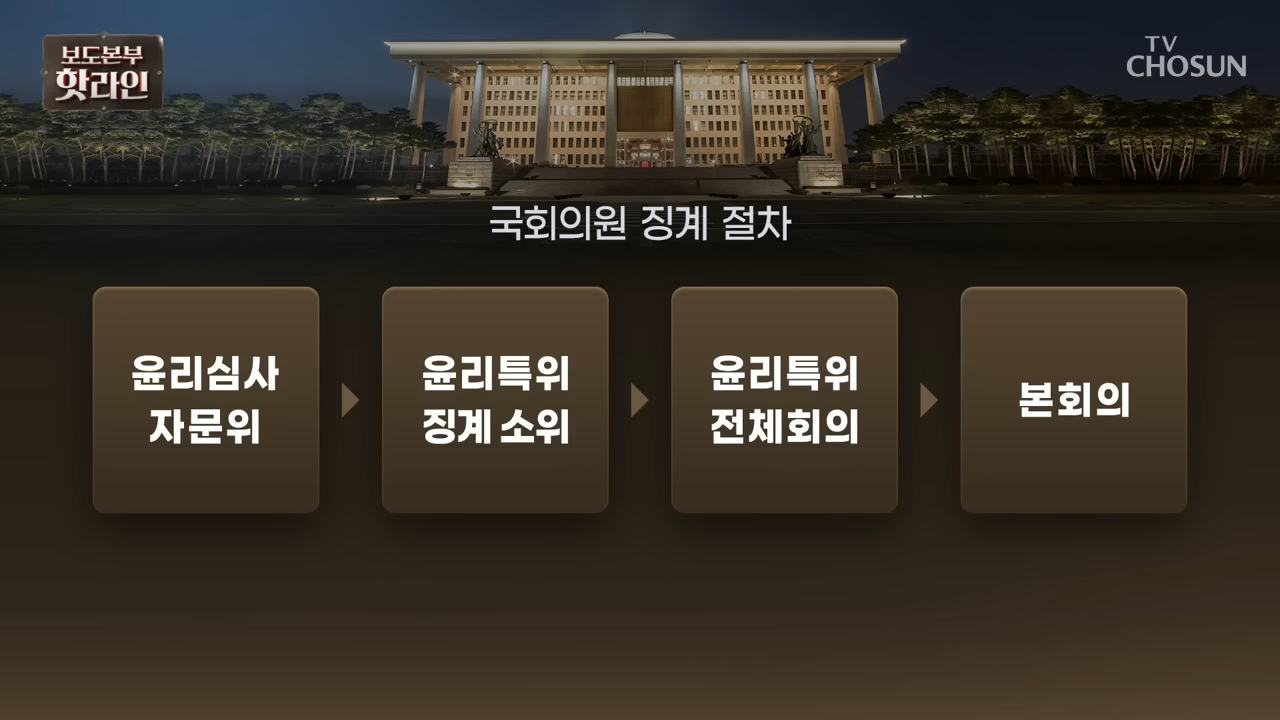 보도본부
핫라인
TV
CHOSUN
국회의원 징계 절차
윤리심사
자문위
윤리특위
징계 소위
윤리특위
전체회의
본회의